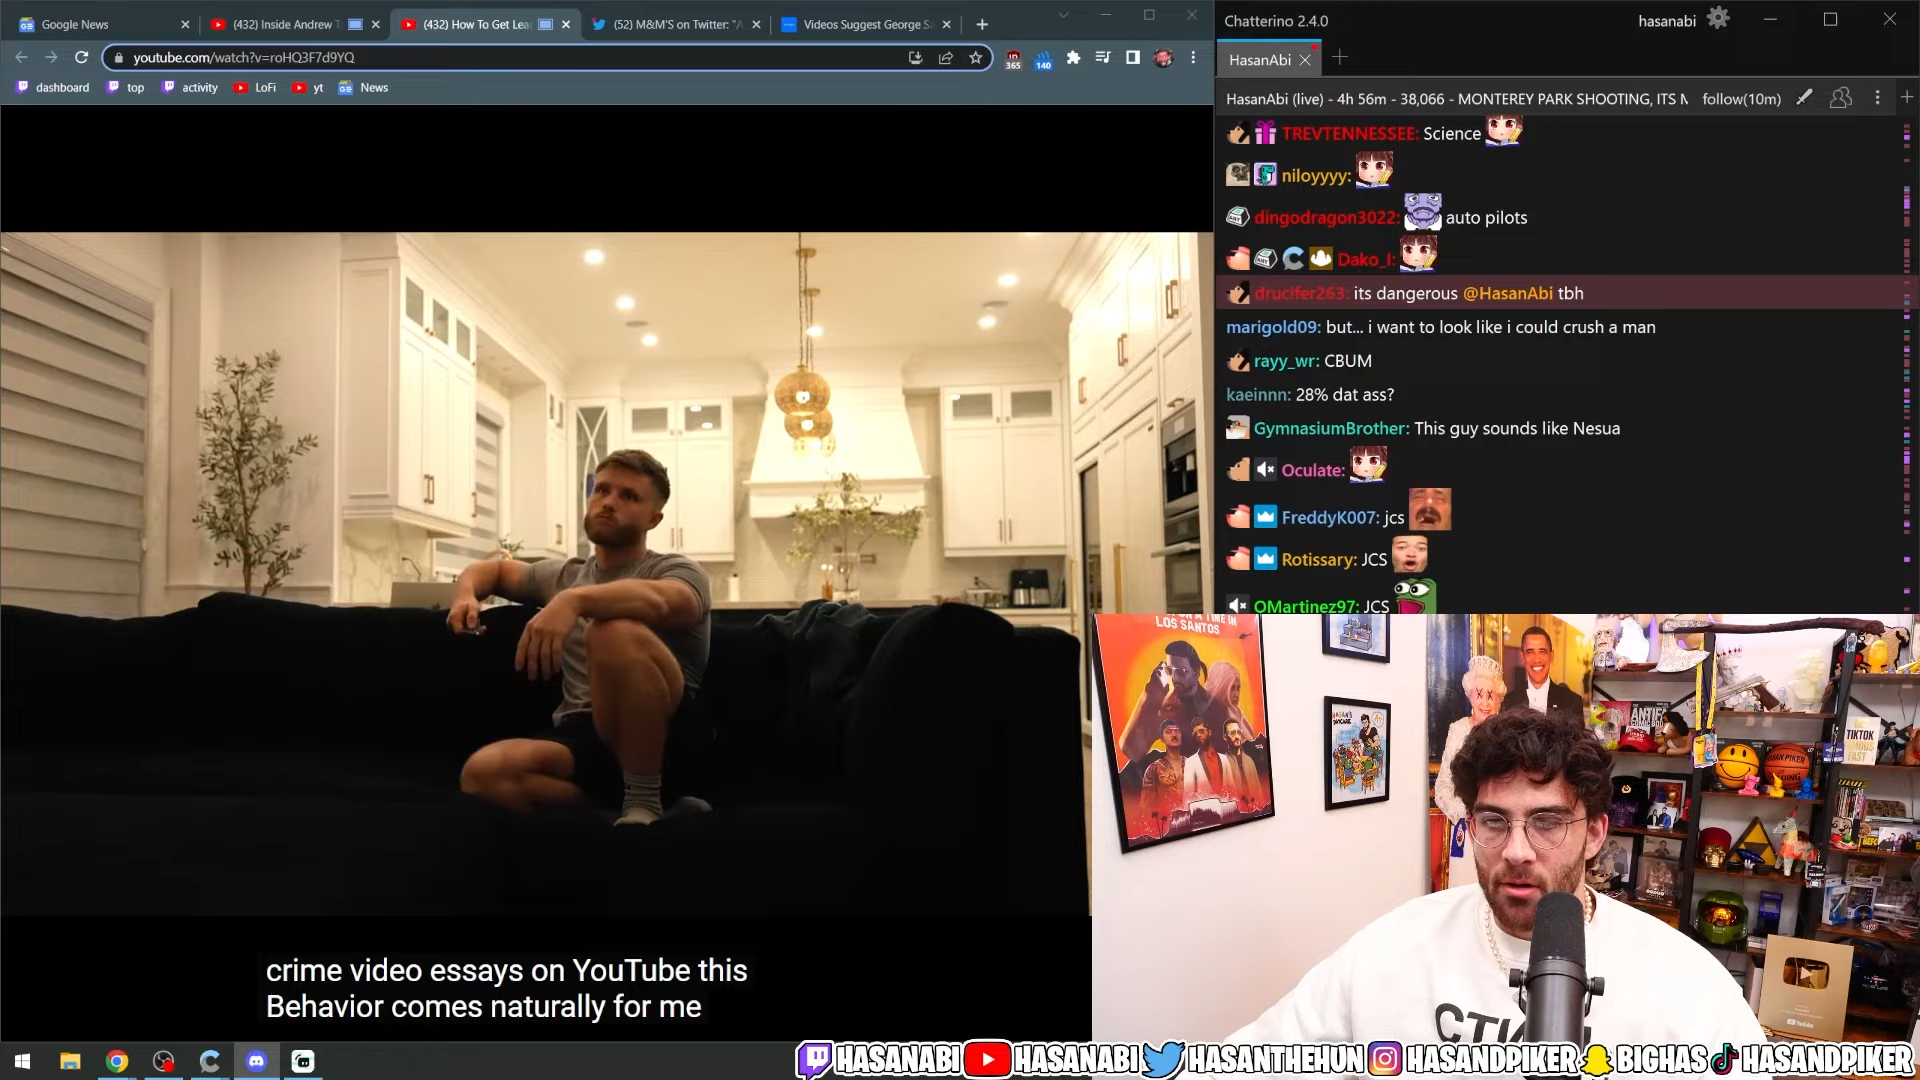 Google News
(432) Inside Andrew T
(432) How To Get Lea
(52) M&M'S on Twitter: "A
Videos Suggest George S
youtube.com/watch?v=roHQ3F7d9YQ
365
140
dashboard
top
activity
LoFi
yt
News
Chatterino 2.4.0
hasanabi
HasanAbi
HasanAbi (live) - 4h 56m - 38,066 - MONTEREY PARK SHOOTING, ITS M
follow(10m)
TREVTENNESSEE: Science
niloyyyy:
dingodragon3022: auto pilots
Dako_I:
drucifer263: its dangerous @HasanAbi tbh
marigold09: but... i want to look like i could crush a man
rayy_wr: CBUM
kaeinnn: 28% dat ass?
GymnasiumBrother: This guy sounds like Nesua
Oculate:
FreddyK007: jcs
Rotissary: JCS
OMartinez97: JCS
LOS SANTOS
TIKTOK
crime video essays on YouTube this
Behavior comes naturally for me
HASANABI
HASANABI
HASANTHEHUN
HASANDPIKER
BIGHAS
HASANDPIKER